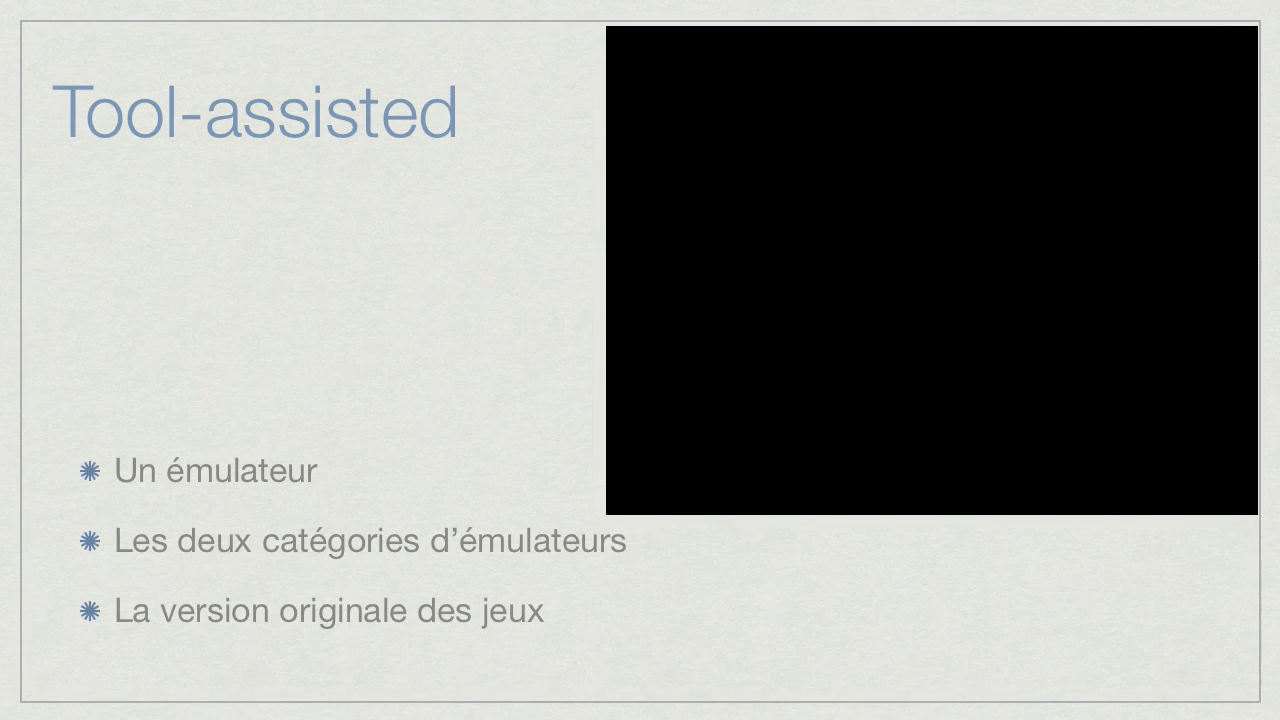 Tool-assisted
Un émulateur
Les deux catégories d’émulateurs
La version originale des jeux